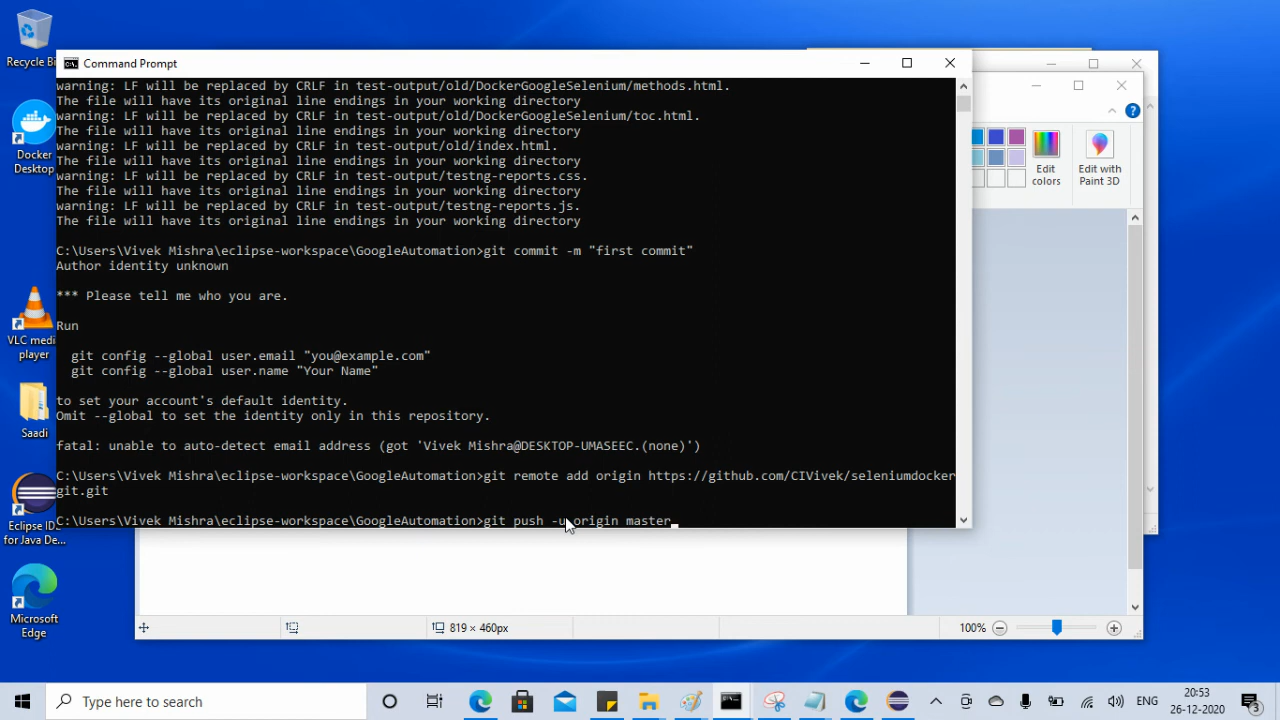 Recycle Bi
Docker
Desktop
VLC medi
player
Saadi
Eclipse IDE
for Java De...
Microsoft
Edge
Command Prompt
warning: LF will be replaced by CRLF in test-output/old/DockerGoogleSelenium/methods.html.
The file will have its original line endings in your working directory
warning: LF will be replaced by CRLF in test-output/old/DockerGoogleSelenium/toc.html.
The file will have its original line endings in your working directory
warning: LF will be replaced by CRLF in test-output/old/index.html.
The file will have its original line endings in your working directory
warning: LF will be replaced by CRLF in test-output/testng-reports.css.
The file will have its original line endings in your working directory
warning: LF will be replaced by CRLF in test-output/testng-reports.js.
The file will have its original line endings in your working directory
C:\Users\Vivek Mishra\eclipse-workspace\GoogleAutomation>git commit -m "first commit"
Author identity unknown
*** Please tell me who you are.
Run
git config --global user.email "you@example.com"
git config --global user.name "Your Name"
to set your account's default identity.
Omit --global to set the identity only in this repository.
fatal: unable to auto-detect email address (got 'Vivek Mishra@DESKTOP-UMASEEC.(none)')
C:\Users\Vivek Mishra\eclipse-workspace\GoogleAutomation>git remote add origin https://github.com/CIVivek/seleniumdocker
git.git
C:\Users\Vivek Mishra\eclipse-workspace\GoogleAutomation>git push -u origin master
Edit
colors
Edit with
Paint 3D
819 × 460px
100%
Type here to search
ENG
20:53
26-12-2020
3